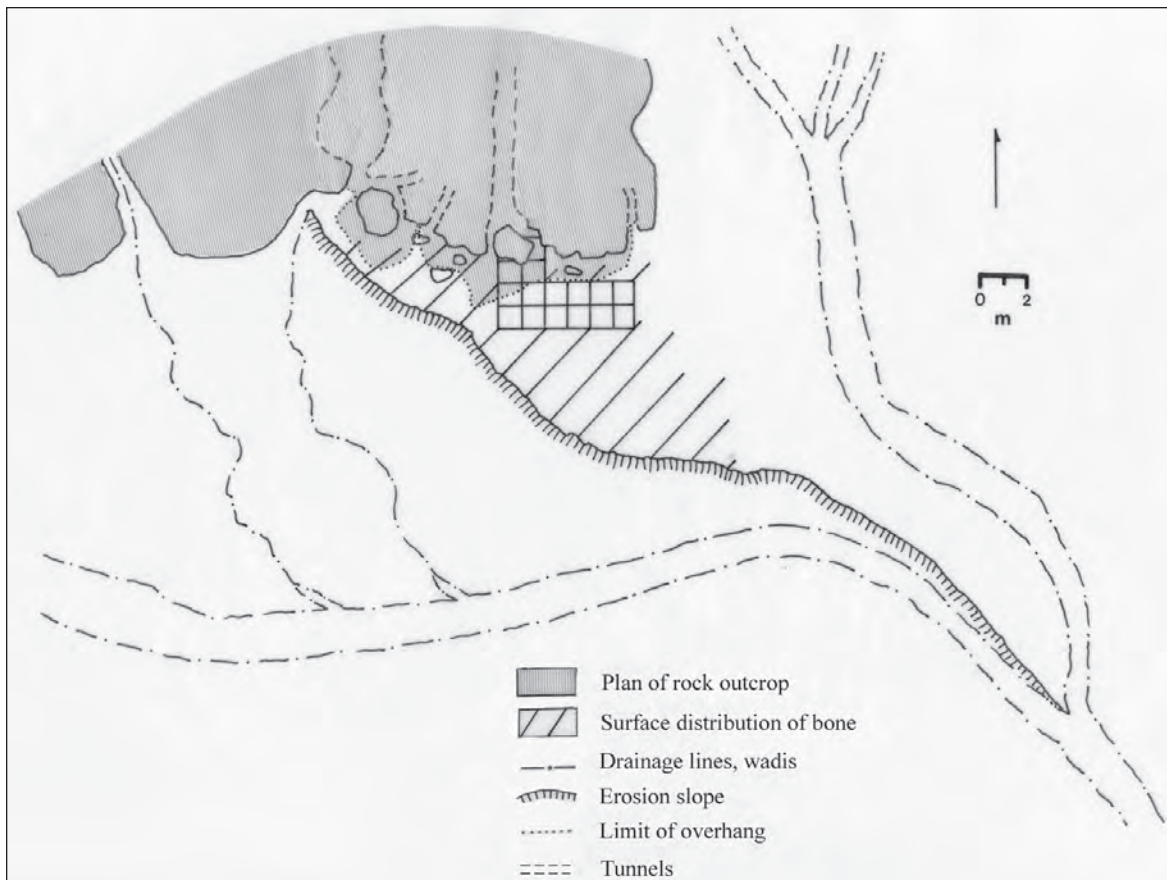 0 2
m
Plan of rock outcrop
Surface distribution of bone
Drainage lines, wadis
Erosion slope
Limit of overhang
Tunnels